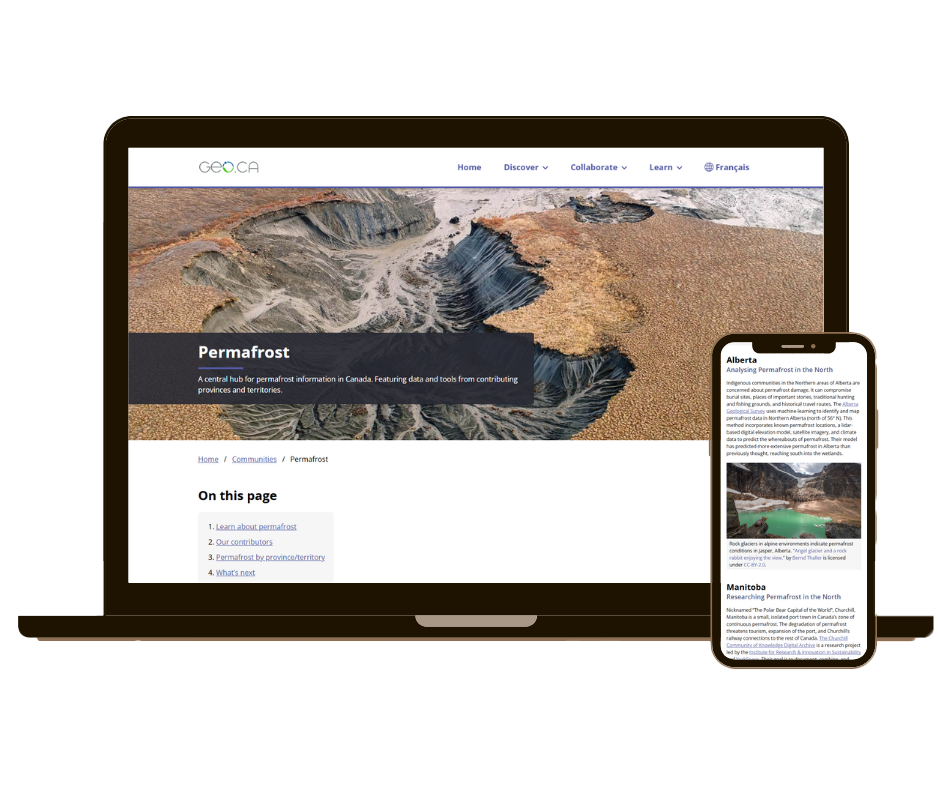 GEO.CA
Home Discover Collaborate Learn Français
Permafrost
A central hub for permafrost information in Canada. Featuring data and tools from contributing
provinces and territories.
Home / Communities / Permafrost
On this page
1. Learn about permafrost
2. Our contributors
3. Permafrost by province/territory
4. What's next
Alberta
Analysing Permafrost in the North
Indigenous communities in the Northern areas of Alberta are
concerned about permafrost damage. It can compromise
burial sites, places of important stories, traditional hunting
and fishing grounds, and historical travel routes. The Alberta
Geological Survey uses machine-learning to identify and map
permafrost data in Northern Alberta (north of 56° N). This
method incorporates known permafrost locations, a lidar-
based digital elevation model, satellite imagery, and climate
data to predict the whereabouts of permafrost. Their model
has predicted more extensive permafrost in Alberta than
previously thought, reaching south into the wetlands.
Rock glaciers in alpine environments indicate permafrost
conditions in Jasper, Alberta. "Angel glacier and a rock
rabbit enjoying the view." by Bernd Thaller is licensed
under CC-BY-2.0.
Manitoba
Researching Permafrost in the North
Nicknamed "The Polar Bear Capital of the World", Churchill,
Manitoba is a small, isolated port town in Canada's zone of
continuous permafrost. The degradation of permafrost
threatens tourism, expansion of the port, and Churchill's
railway connections to the rest of Canada. The Churchill
Community of Knowledge Digital Archive is a research project
led by the Institute for Research & Innovation in Sustainability